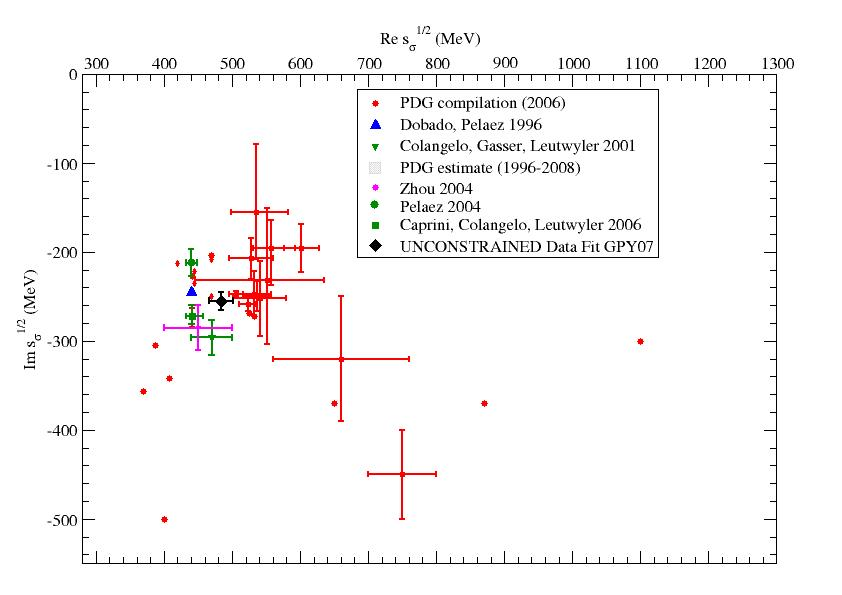 Re s_σ^1/2 (MeV)
300 400 500 600 700 800 900 1000 1100 1200 1300
0
-100
-200
-300
-400
-500
Im s_σ^1/2 (MeV)
PDG compilation (2006)
Dobado, Pelaez 1996
Colangelo, Gasser, Leutwyler 2001
PDG estimate (1996-2008)
Zhou 2004
Pelaez 2004
Caprini, Colangelo, Leutwyler 2006
UNCONSTRAINED Data Fit GPY07